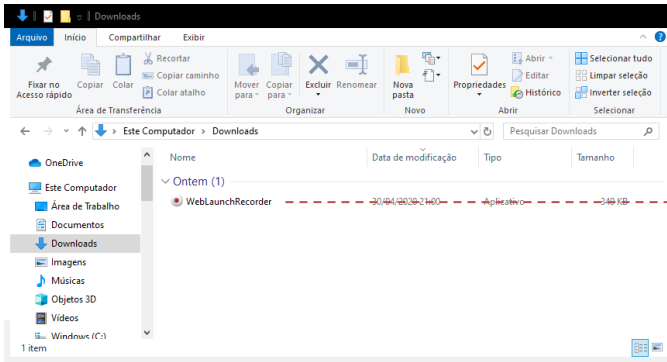 Downloads
Arquivo Início Compartilhar Exibir
Fixar no Acesso rápido
Copiar
Colar
Recortar
Copiar caminho
Colar atalho
Mover para
Copiar para
Excluir
Renomear
Nova pasta
Propriedades
Abrir
Editar
Histórico
Selecionar tudo
Limpar seleção
Inverter seleção
Área de Transferência Organizar Novo Abrir Selecionar
Este Computador > Downloads
Pesquisar Downloads
Nome Data de modificação Tipo Tamanho
Ontem (1)
WebLaunchRecorder 30/04/2020 21:00 Aplicativo 340 KB
OneDrive
Este Computador
Área de Trabalho
Documentos
Downloads
Imagens
Músicas
Objetos 3D
Vídeos
Windows (C:)
1 item